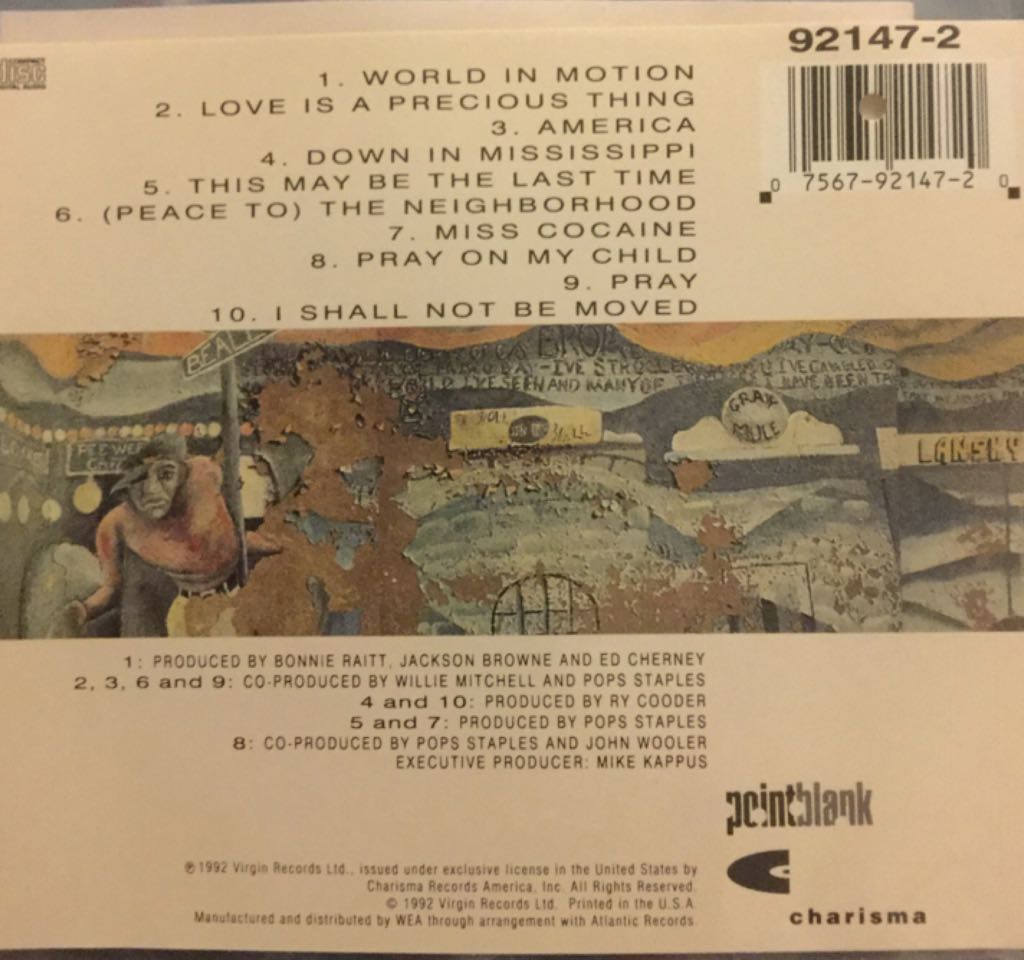 disc
DIGITAL AUDIO
92147-2
1. WORLD IN MOTION
2. LOVE IS A PRECIOUS THING
3. AMERICA
4. DOWN IN MISSISSIPPI
5. THIS MAY BE THE LAST TIME
6. (PEACE TO) THE NEIGHBORHOOD
7. MISS COCAINE
8. PRAY ON MY CHILD
9. PRAY
10. I SHALL NOT BE MOVED
0 7567-92147-2 0
BEALE
GRAY
MULE
LANSKY
1: PRODUCED BY BONNIE RAITT, JACKSON BROWNE AND ED CHERNEY
2, 3, 6 and 9: CO-PRODUCED BY WILLIE MITCHELL AND POPS STAPLES
4 and 10: PRODUCED BY RY COODER
5 and 7: PRODUCED BY POPS STAPLES
8: CO-PRODUCED BY POPS STAPLES AND JOHN WOOLER
EXECUTIVE PRODUCER: MIKE KAPPUS
pointblank
charisma
℗1992 Virgin Records Ltd., issued under exclusive license in the United States by
Charisma Records America, Inc. All Rights Reserved.
© 1992 Virgin Records Ltd. Printed in the U.S.A.
Manufactured and distributed by WEA through arrangement with Atlantic Records.